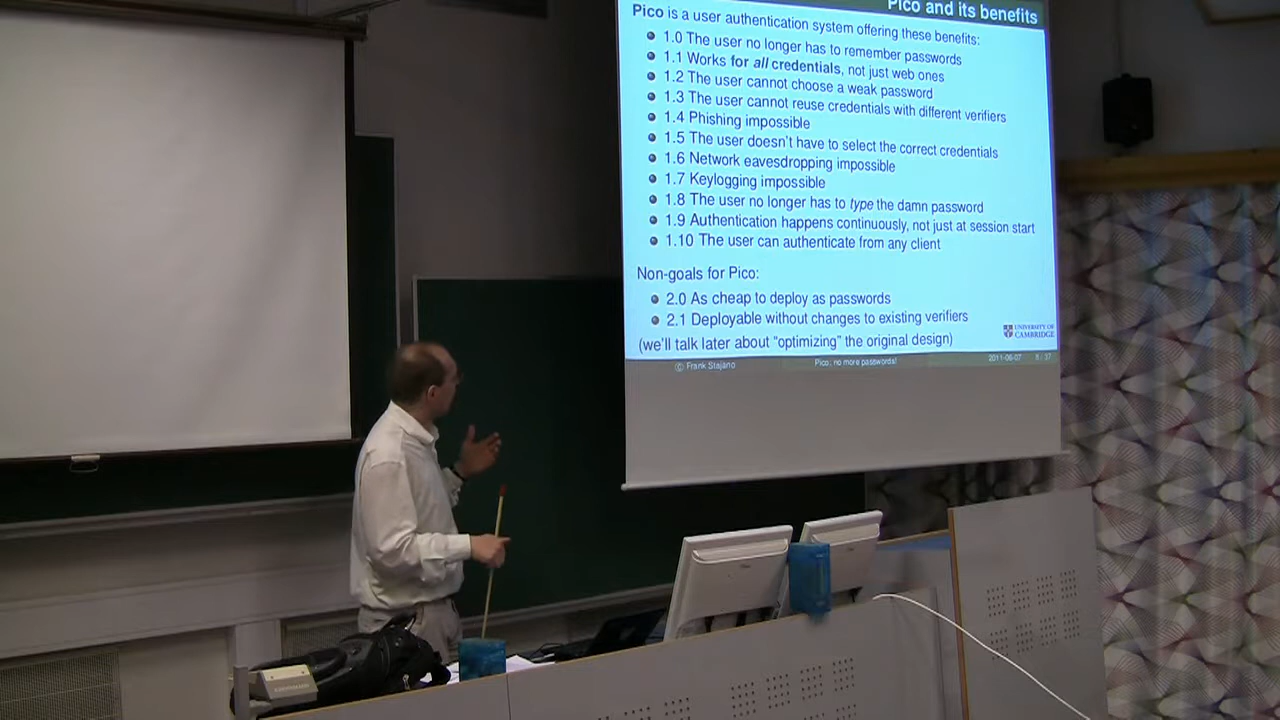 Pico and its benefits
Pico is a user authentication system offering these benefits:
1.0 The user no longer has to remember passwords
1.1 Works for all credentials, not just web ones
1.2 The user cannot choose a weak password
1.3 The user cannot reuse credentials with different verifiers
1.4 Phishing impossible
1.5 The user doesn't have to select the correct credentials
1.6 Network eavesdropping impossible
1.7 Keylogging impossible
1.8 The user no longer has to type the damn password
1.9 Authentication happens continuously, not just at session start
1.10 The user can authenticate from any client
Non-goals for Pico:
2.0 As cheap to deploy as passwords
2.1 Deployable without changes to existing verifiers
(we'll talk later about "optimizing" the original design)
UNIVERSITY OF
CAMBRIDGE
© Frank Stajano Pico: no more passwords! 2011-06-07 / 37